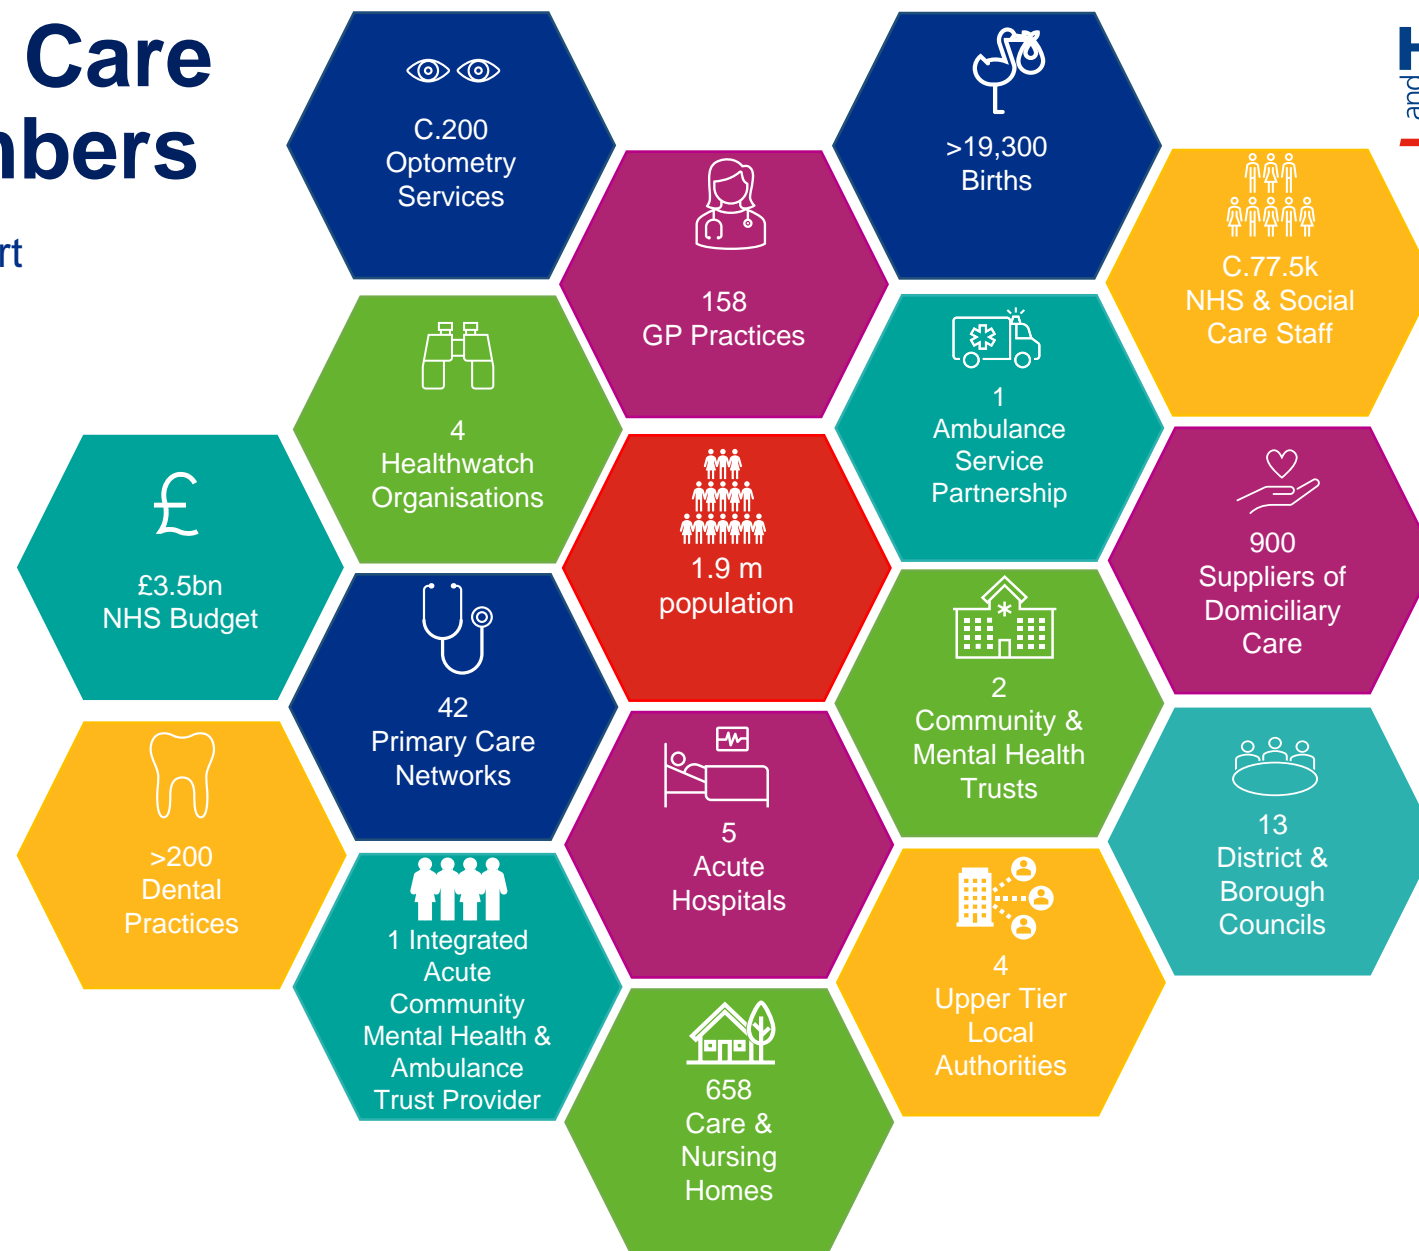 Care
mbers
rt
H
and
C.200
Optometry
Services
>19,300
Births
158
GP Practices
C.77.5k
NHS & Social
Care Staff
4
Healthwatch
Organisations
1
Ambulance
Service
Partnership
£
£3.5bn
NHS Budget
1.9 m
population
900
Suppliers of
Domiciliary
Care
42
Primary Care
Networks
2
Community &
Mental Health
Trusts
>200
Dental
Practices
5
Acute
Hospitals
13
District &
Borough
Councils
1 Integrated
Acute
Community
Mental Health &
Ambulance
Trust Provider
4
Upper Tier
Local
Authorities
658
Care &
Nursing
Homes